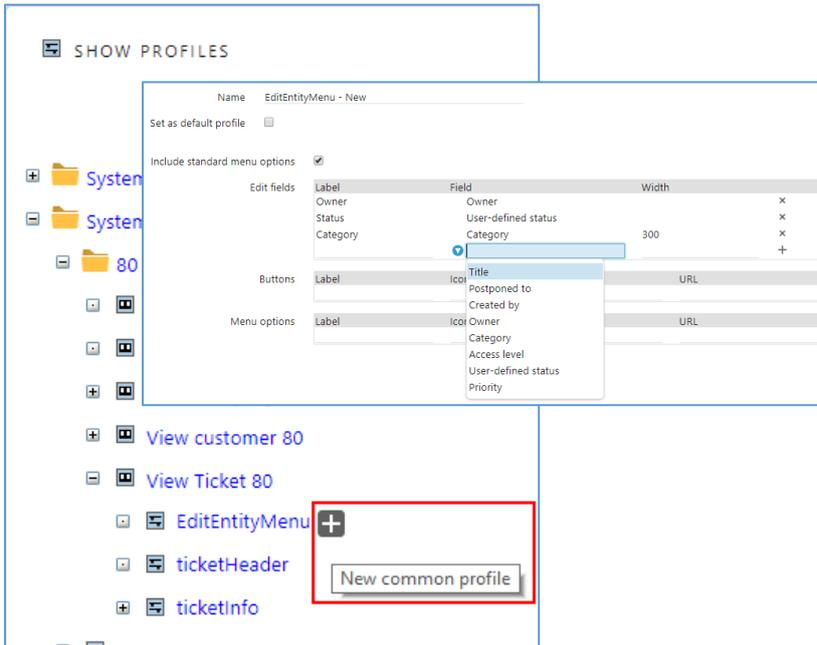 SHOW PROFILES
Name EditEntityMenu - New
Set as default profile
Include standard menu options
Edit fields Label Field Width
Owner Owner
Status User-defined status
Category Category 300
Title
Buttons Label URL
Postponed to
Created by
Menu options Label Owner URL
Category
Access level
User-defined status
Priority
System
System
80
View customer 80
View Ticket 80
EditEntityMenu
New common profile
ticketHeader
ticketInfo